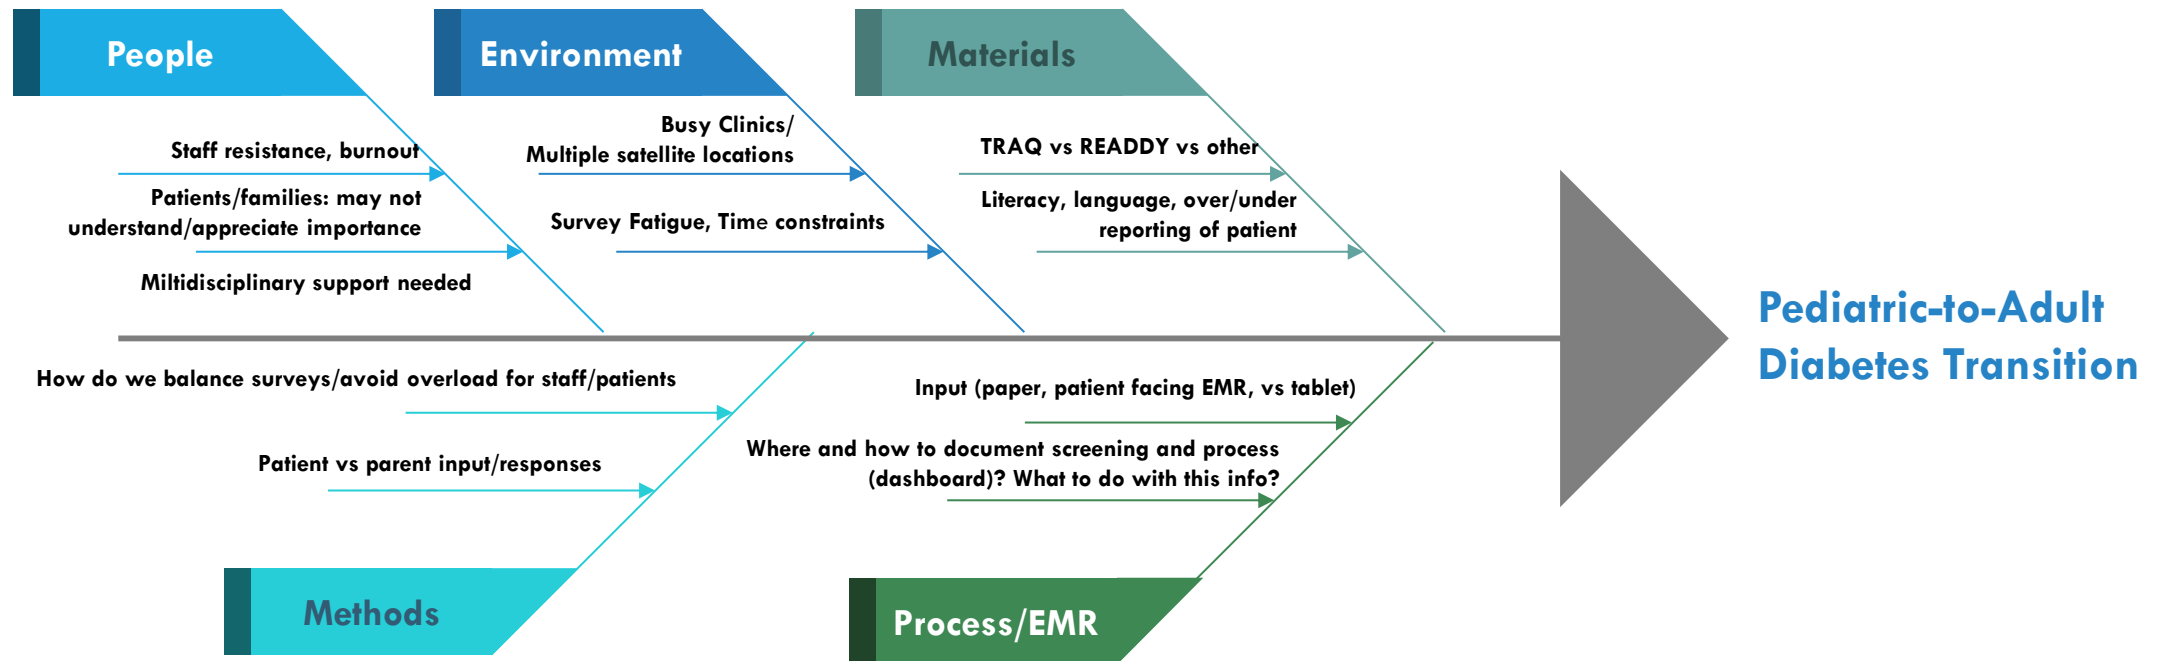 People
Environment
Materials
Staff resistance, burnout
Patients/families: may not
understand/appreciate importance
Miltidisciplinary support needed
Busy Clinics/
Multiple satellite locations
Survey Fatigue, Time constraints
TRAQ vs READDY vs other
Literacy, language, over/under
reporting of patient
Pediatric-to-Adult
Diabetes Transition
How do we balance surveys/avoid overload for staff/patients
Patient vs parent input/responses
Input (paper, patient facing EMR, vs tablet)
Where and how to document screening and process
(dashboard)? What to do with this info?
Methods
Process/EMR